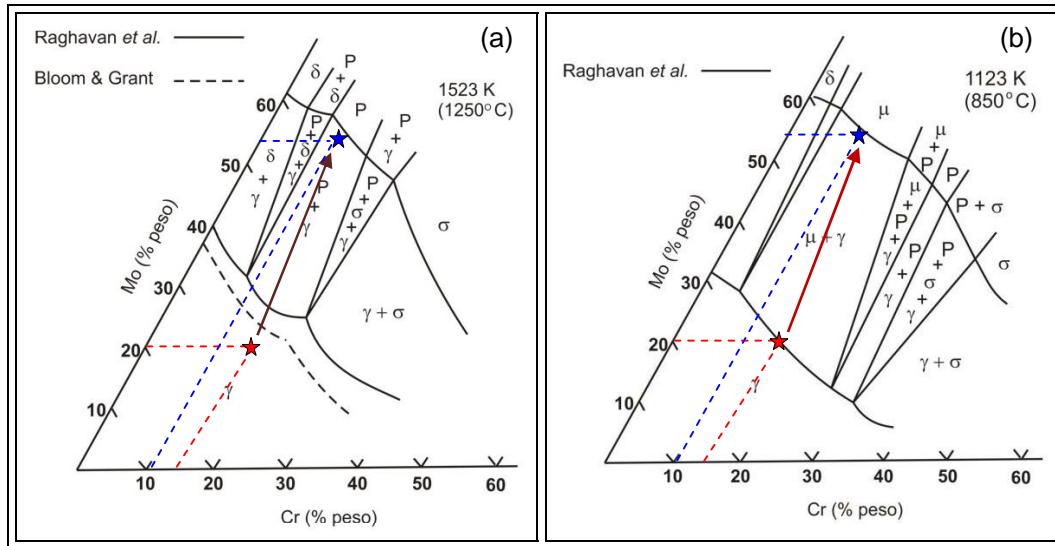 (a)
Raghavan et al.
Bloom & Grant
1523 K
(1250°C)
δ
δ + P
P
γ + P
σ
γ + δ
γ+δ+P
γ + P
γ+σ+P
γ + σ
γ
60
50
40
30
20
10
Mo (% peso)
10 20 30 40 50 60
Cr (% peso)
(b)
Raghavan et al.
1123 K
(850°C)
δ
μ
P + μ
P
P + σ
σ
μ + γ
γ+P+μ
γ + P
γ+σ+P
γ + σ
γ
60
50
40
30
20
10
Mo (% peso)
10 20 30 40 50 60
Cr (% peso)